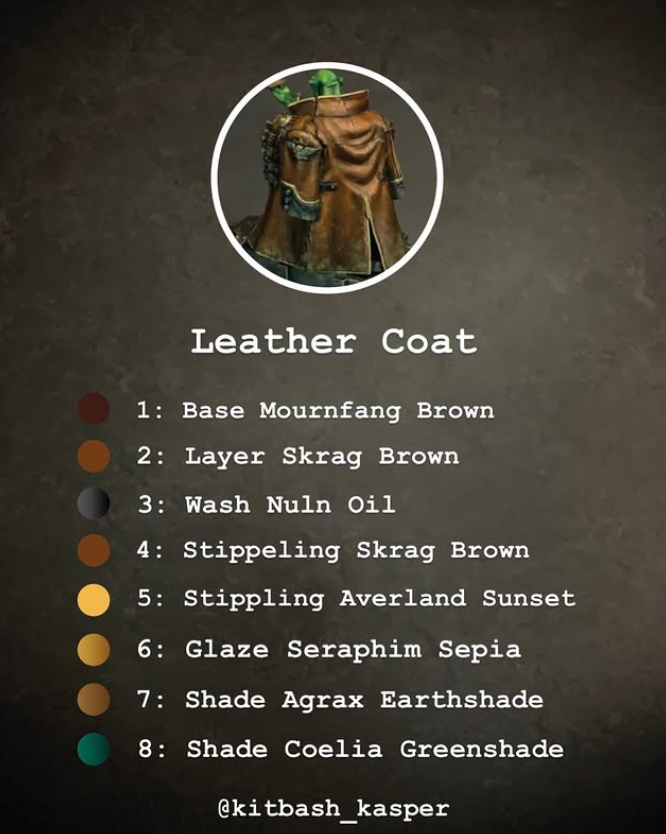 Leather Coat
1: Base Mournfang Brown
2: Layer Skrag Brown
3: Wash Nuln Oil
4: Stippeling Skrag Brown
5: Stippling Averland Sunset
6: Glaze Seraphim Sepia
7: Shade Agrax Earthshade
8: Shade Coelia Greenshade
@kitbash_kasper